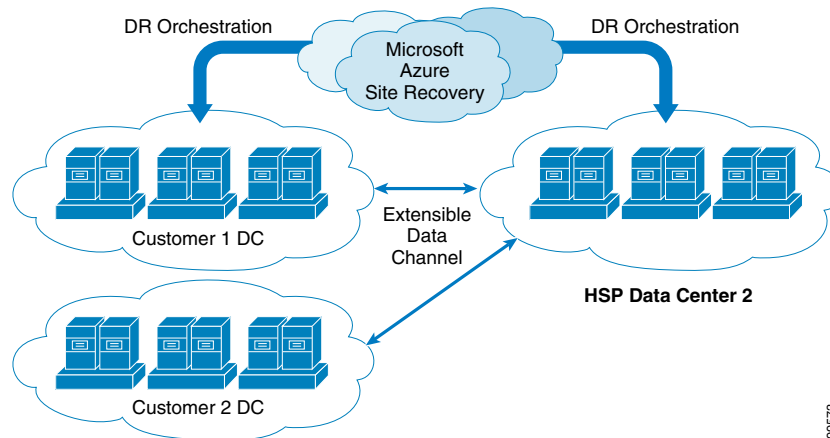 DR Orchestration
Microsoft
Azure
Site Recovery
DR Orchestration
Customer 1 DC
Extensible
Data
Channel
HSP Data Center 2
Customer 2 DC